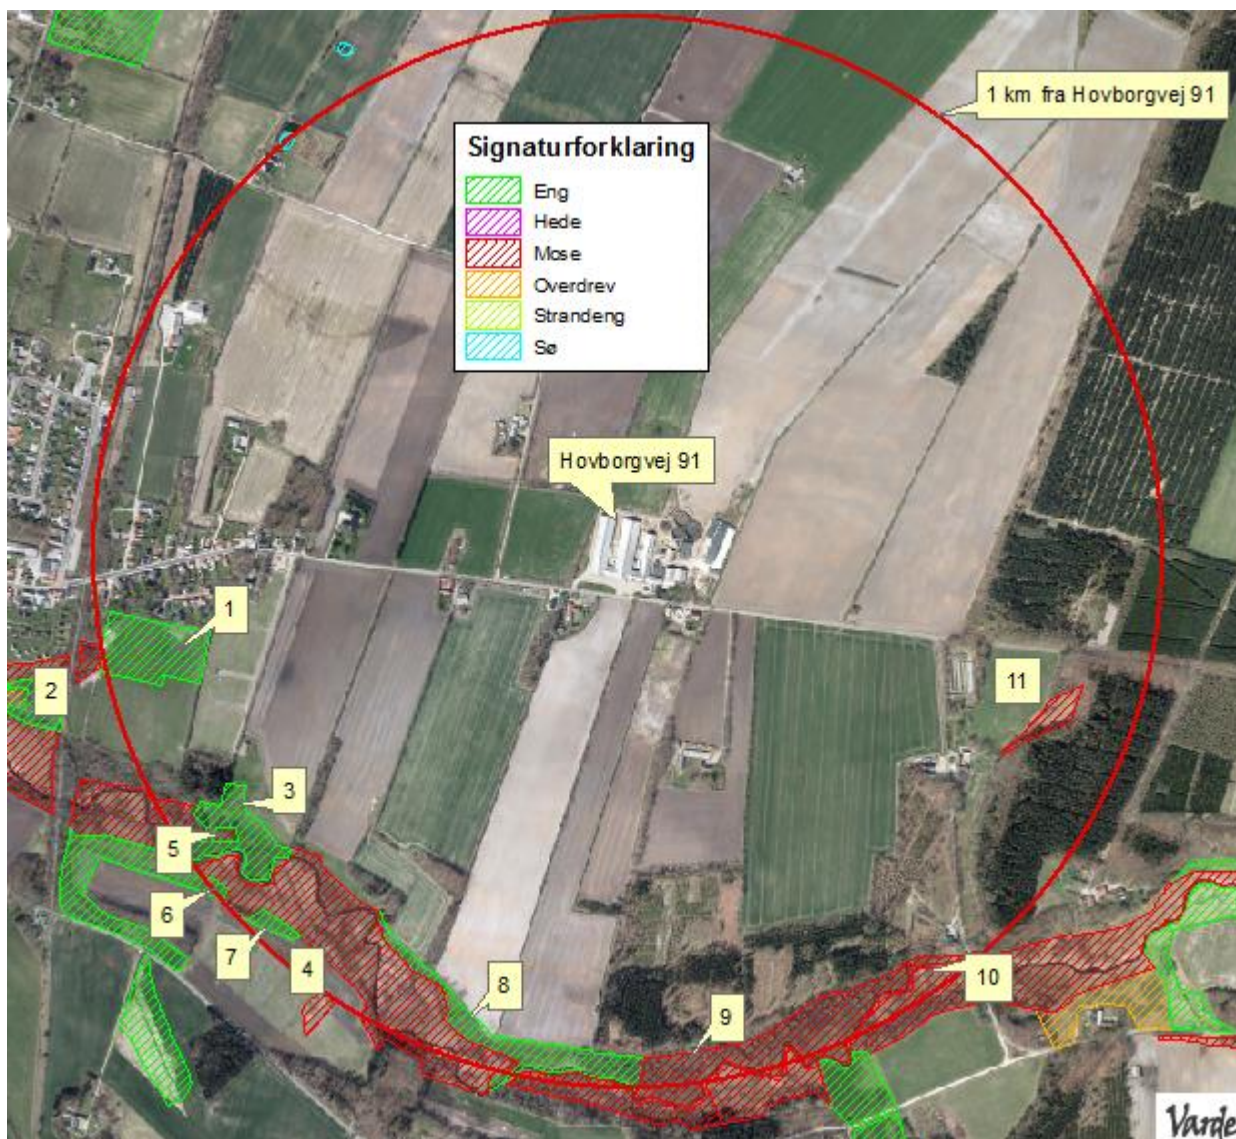 1 km fra Hovborgvej 91
Signaturforklaring
Eng
Hede
Mose
Overdrev
Strandeng
Sø
Hovborgvej 91
1
2
11
3
5
6
7
4
8
10
9
Varde